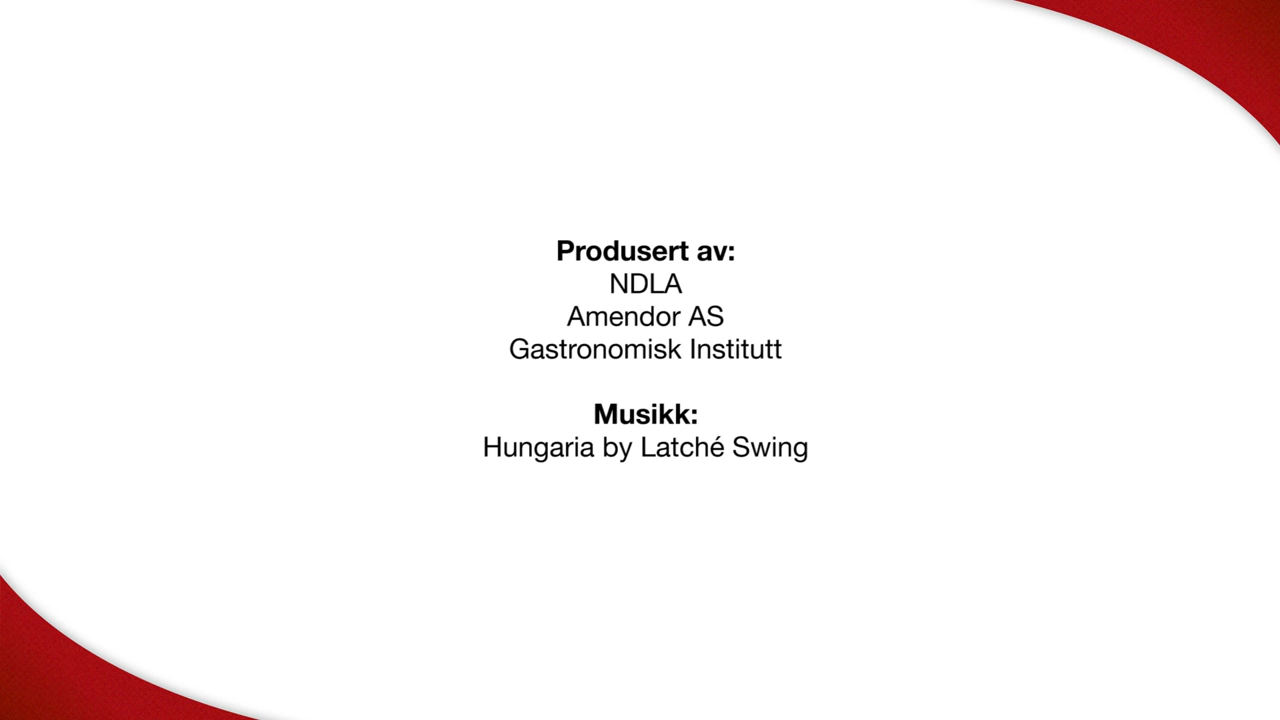 Produsert av:
NDLA
Amendor AS
Gastronomisk Institutt
Musikk:
Hungaria by Latché Swing